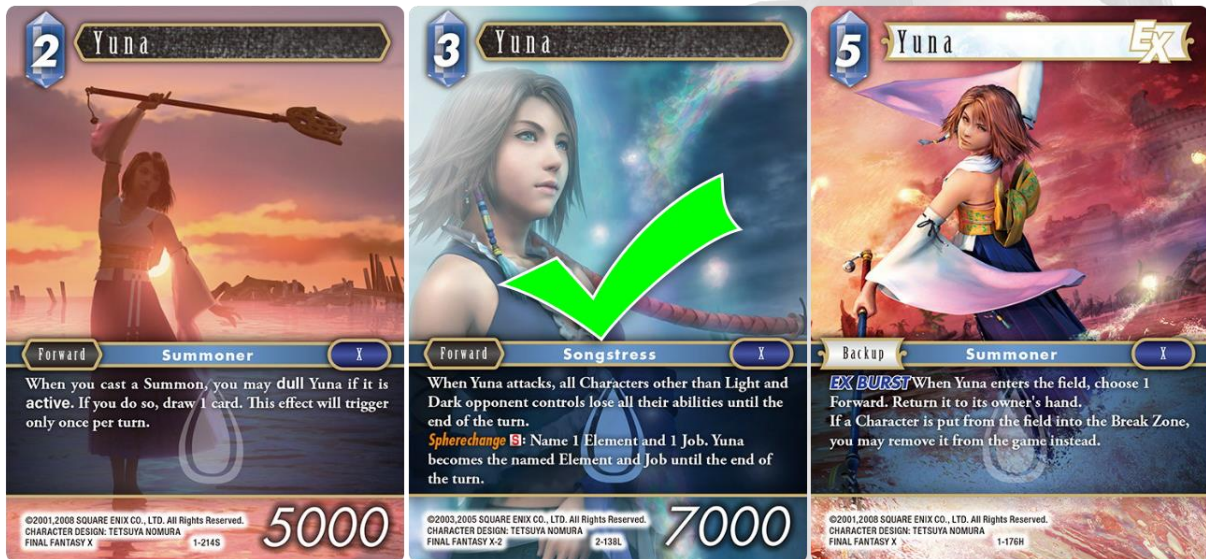 2
Yuna
Forward
Summoner
X
When you cast a Summon, you may dull Yuna if it is
active. If you do so, draw 1 card. This effect will trigger
only once per turn.
©2001,2008 SQUARE ENIX CO., LTD. All Rights Reserved.
CHARACTER DESIGN: TETSUYA NOMURA
FINAL FANTASY X
1-214S
5000
3
Yuna
Forward
Songstress
X
When Yuna attacks, all Characters other than Light and
Dark opponent controls lose all their abilities until the
end of the turn.
Spherechange S: Name 1 Element and 1 Job. Yuna
becomes the named Element and Job until the end of
the turn.
©2003,2005 SQUARE ENIX CO., LTD. All Rights Reserved.
CHARACTER DESIGN: TETSUYA NOMURA
FINAL FANTASY X-2
2-138L
7000
5
Yuna
EX
Backup
Summoner
X
EX BURST When Yuna enters the field, choose 1
Forward. Return it to its owner's hand.
If a Character is put from the field into the Break Zone,
you may remove it from the game instead.
©2001,2008 SQUARE ENIX CO., LTD. All Rights Reserved.
CHARACTER DESIGN: TETSUYA NOMURA
FINAL FANTASY X
1-176H